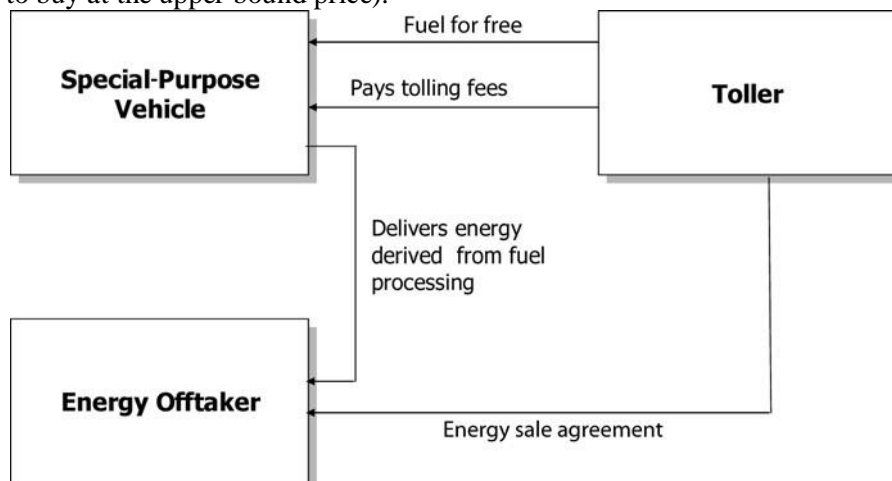 to buy at the upper-bound price).
Fuel for free
Special-Purpose
Vehicle
Pays tolling fees
Toller
Delivers energy
derived from fuel
processing
Energy Offtaker
Energy sale agreement